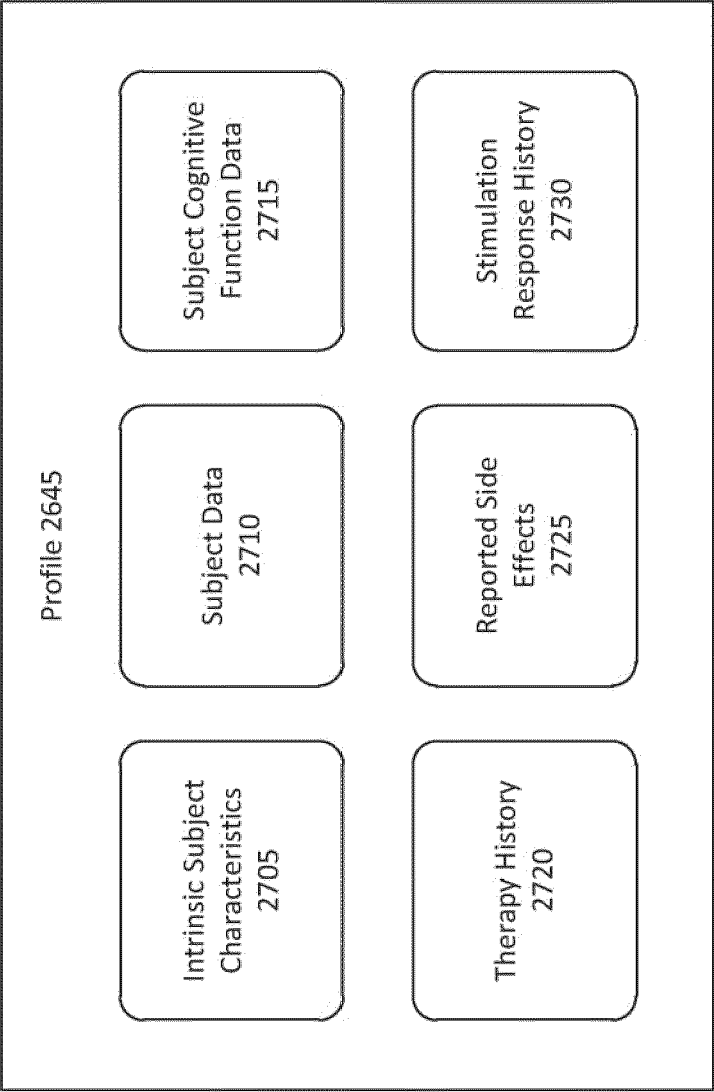 Profile 2645
Intrinsic Subject
Characteristics
2705
Subject Data
2710
Subject Cognitive
Function Data
2715
Therapy History
2720
Reported Side
Effects
2725
Stimulation
Response History
2730